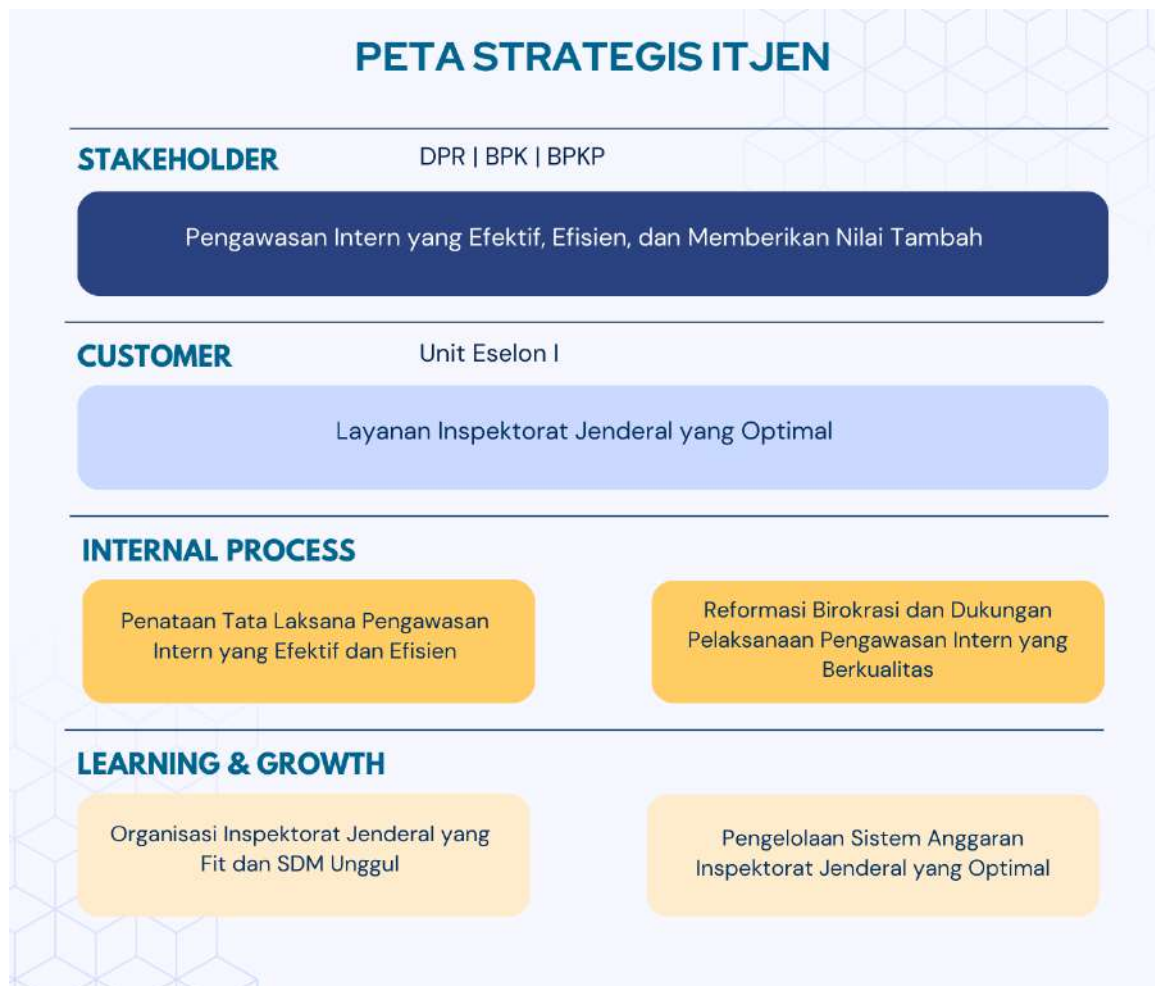 PETA STRATEGIS ITJEN
STAKEHOLDER
DPR | BPK | BPKP
Pengawasan Intern yang Efektif, Efisien, dan Memberikan Nilai Tambah
CUSTOMER
Unit Eselon I
Layanan Inspektorat Jenderal yang Optimal
INTERNAL PROCESS
Penataan Tata Laksana Pengawasan
Intern yang Efektif dan Efisien
Reformasi Birokrasi dan Dukungan
Pelaksanaan Pengawasan Intern yang
Berkualitas
LEARNING & GROWTH
Organisasi Inspektorat Jenderal yang
Fit dan SDM Unggul
Pengelolaan Sistem Anggaran
Inspektorat Jenderal yang Optimal